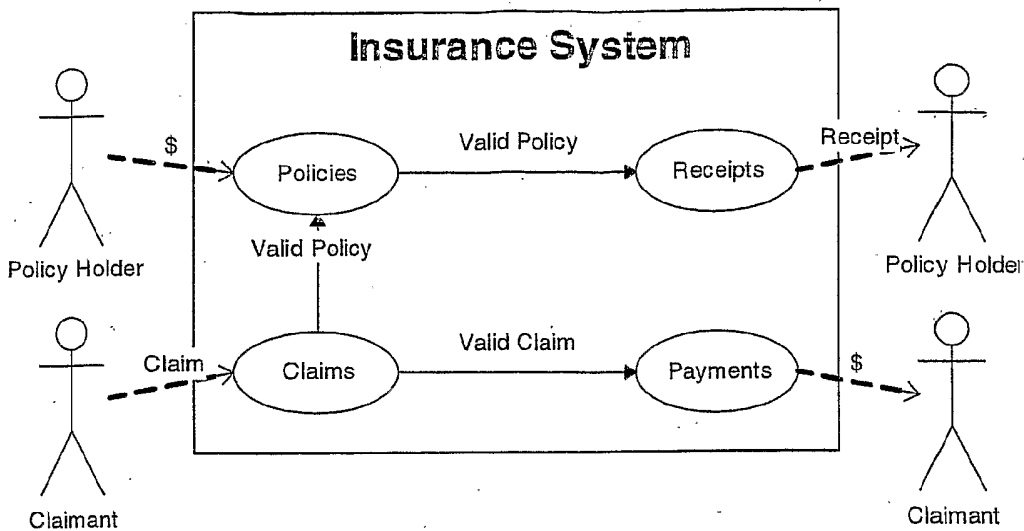 Insurance System
$
Policies
Valid Policy
Receipts
Receipt
Policy Holder
Valid Policy
Policy Holder
Claim
Claims
Valid Claim
Payments
$
Claimant
Claimant